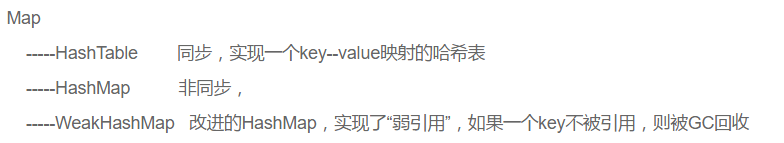 Map
-----HashTable 同步，实现一个key--value映射的哈希表
-----HashMap 非同步，
-----WeakHashMap 改进的HashMap，实现了“弱引用”，如果一个key不被引用，则被GC回收